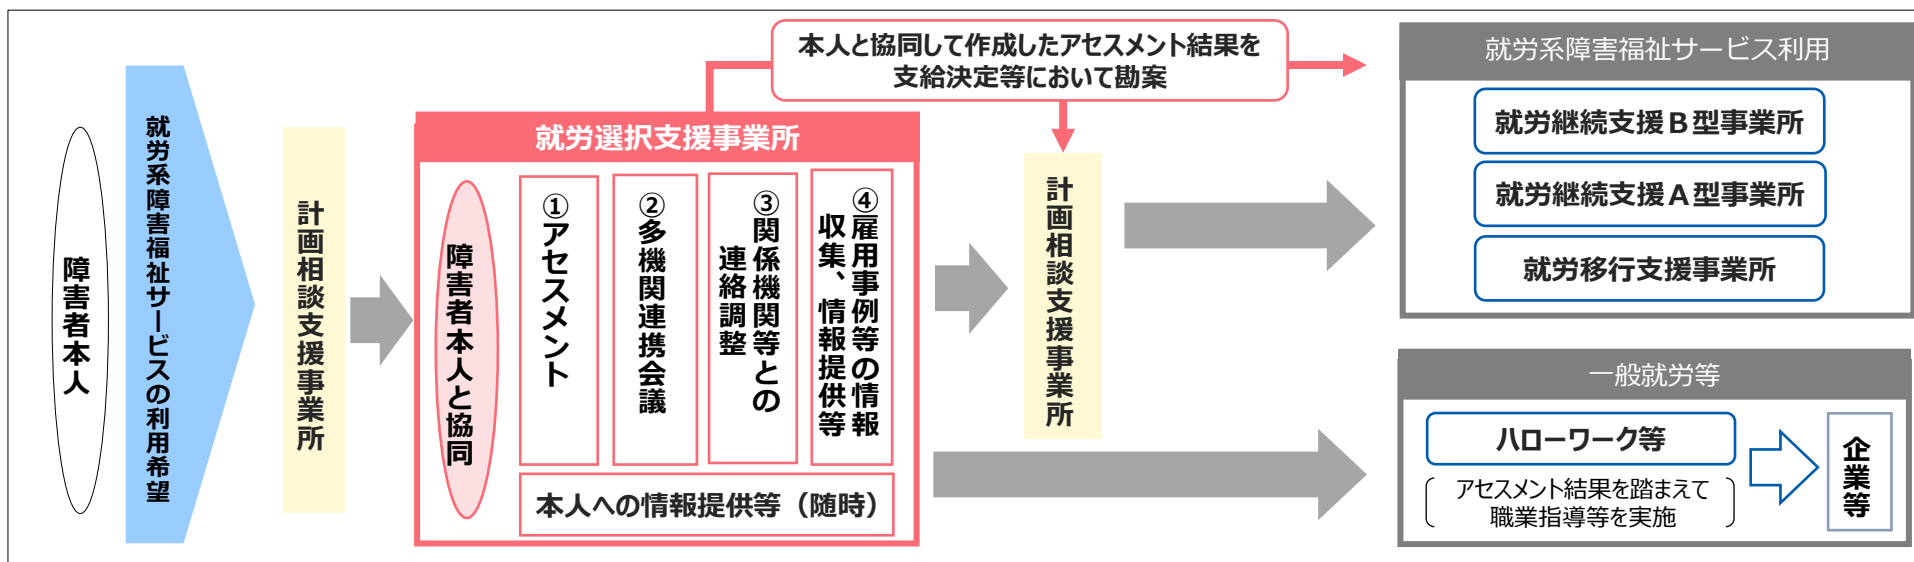 障害者本人
就労系障害福祉サービスの利用希望
計画相談支援事業所
就労選択支援事業所
障害者本人と協同
①アセスメント
②多機関連携会議
③関係機関等との
連絡調整
④雇用事例等の情報
収集、情報提供等
本人への情報提供等（随時）
本人と協同して作成したアセスメント結果を
支給決定等において勘案
計画相談支援事業所
就労系障害福祉サービス利用
就労継続支援Ｂ型事業所
就労継続支援Ａ型事業所
就労移行支援事業所
一般就労等
ハローワーク等
アセスメント結果を踏まえて
職業指導等を実施
企業等